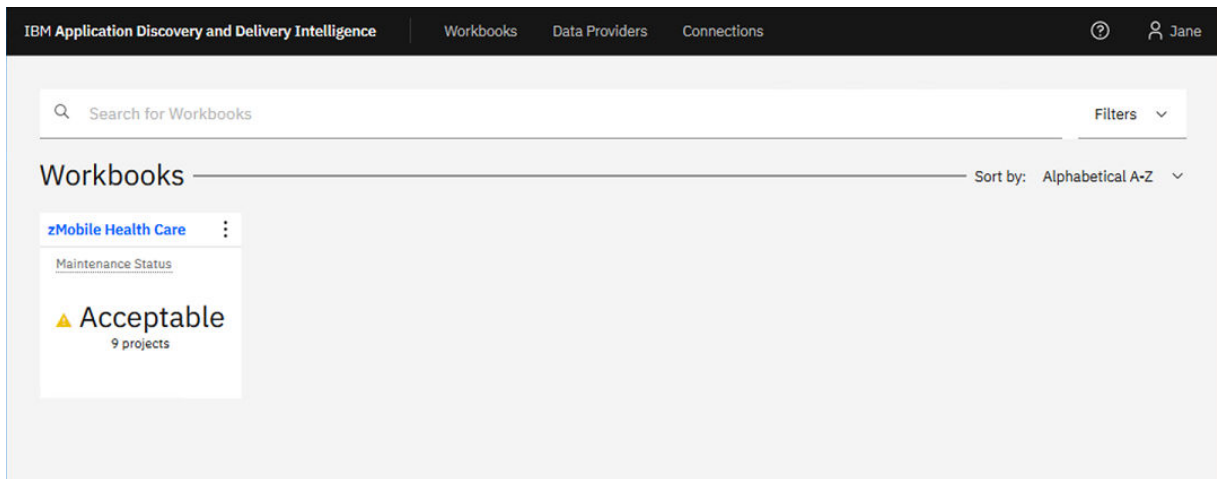 IBM Application Discovery and Delivery Intelligence Workbooks Data Providers Connections Jane
Search for Workbooks Filters
Workbooks Sort by: Alphabetical A-Z
zMobile Health Care
Maintenance Status
Acceptable
9 projects